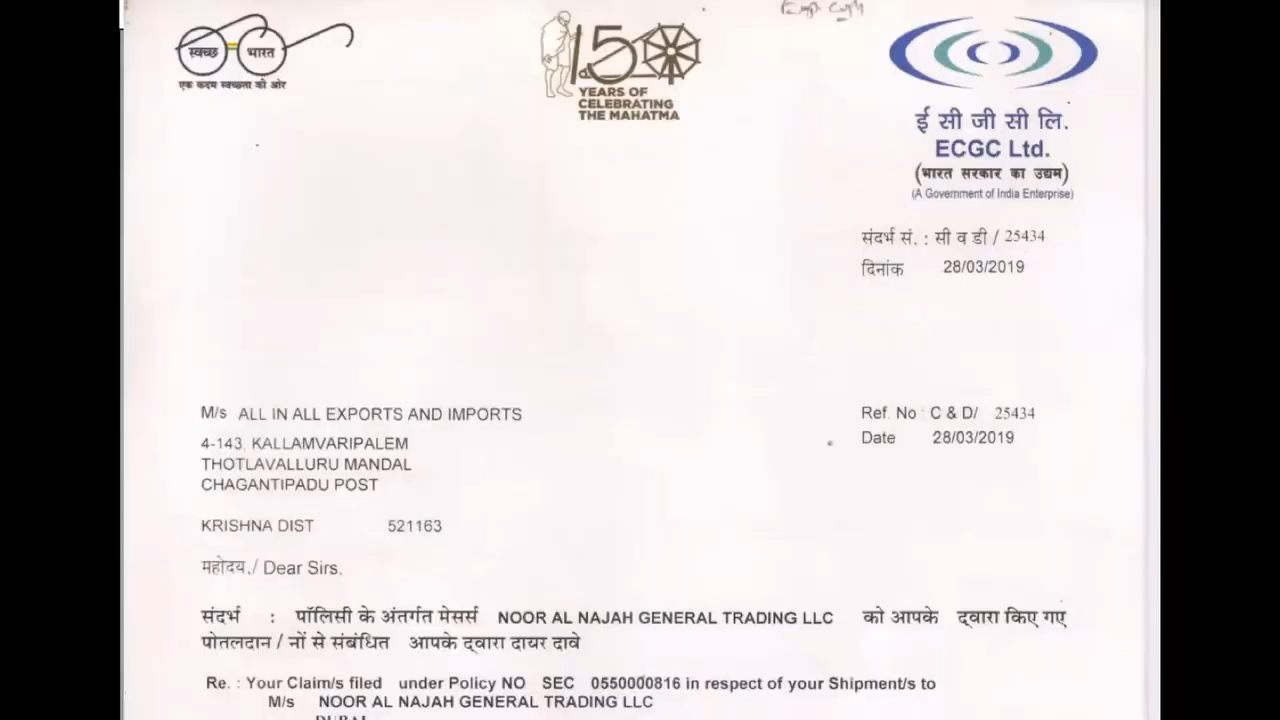 स्वच्छ भारत
एक कदम स्वच्छता की ओर
150
YEARS OF
CELEBRATING
THE MAHATMA
ई सी जी सी लि.
ECGC Ltd.
(भारत सरकार का उद्यम)
(A Government of India Enterprise)
संदर्भ सं. : सी व डी / 25434
दिनांक 28/03/2019
M/s ALL IN ALL EXPORTS AND IMPORTS
Ref. No : C & D/ 25434
4-143, KALLAMVARIPALEM
Date 28/03/2019
THOTLAVALLURU MANDAL
CHAGANTIPADU POST
KRISHNA DIST 521163
महोदय,/ Dear Sirs,
संदर्भ : पॉलिसी के अंतर्गत मेसर्स NOOR AL NAJAH GENERAL TRADING LLC को आपके द्वारा किए गए
पोतलदान / नों से संबंधित आपके द्वारा दायर दावे
Re. : Your Claim/s filed under Policy NO SEC 0550000816 in respect of your Shipment/s to
M/s NOOR AL NAJAH GENERAL TRADING LLC
DUBAI